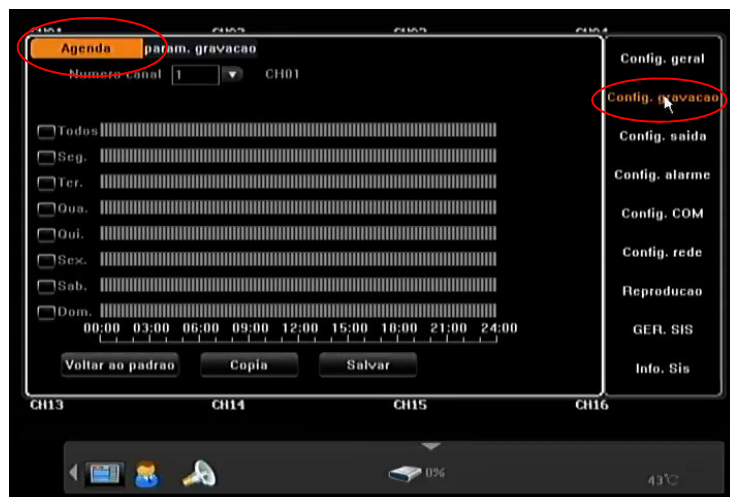 Agenda param. gravacao
Numero canal 1 CH01
Todos
Seg.
Ter.
Qua.
Qui.
Sex.
Sab.
Dom.
00:00 03:00 06:00 09:00 12:00 15:00 18:00 21:00 24:00
Voltar ao padrao Copia Salvar
Config. geral
Config. gravacao
Config. saida
Config. alarme
Config. COM
Config. rede
Reproducao
GER. SIS
Info. Sis
CH13 CH14 CH15 CH16
0% 43°C